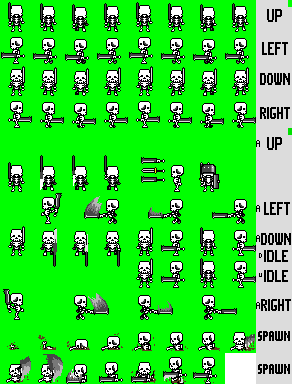 UP
LEFT
DOWN
RIGHT
A UP
A LEFT
A DOWN
D IDLE
U IDLE
A RIGHT
SPAWN
SPAWN